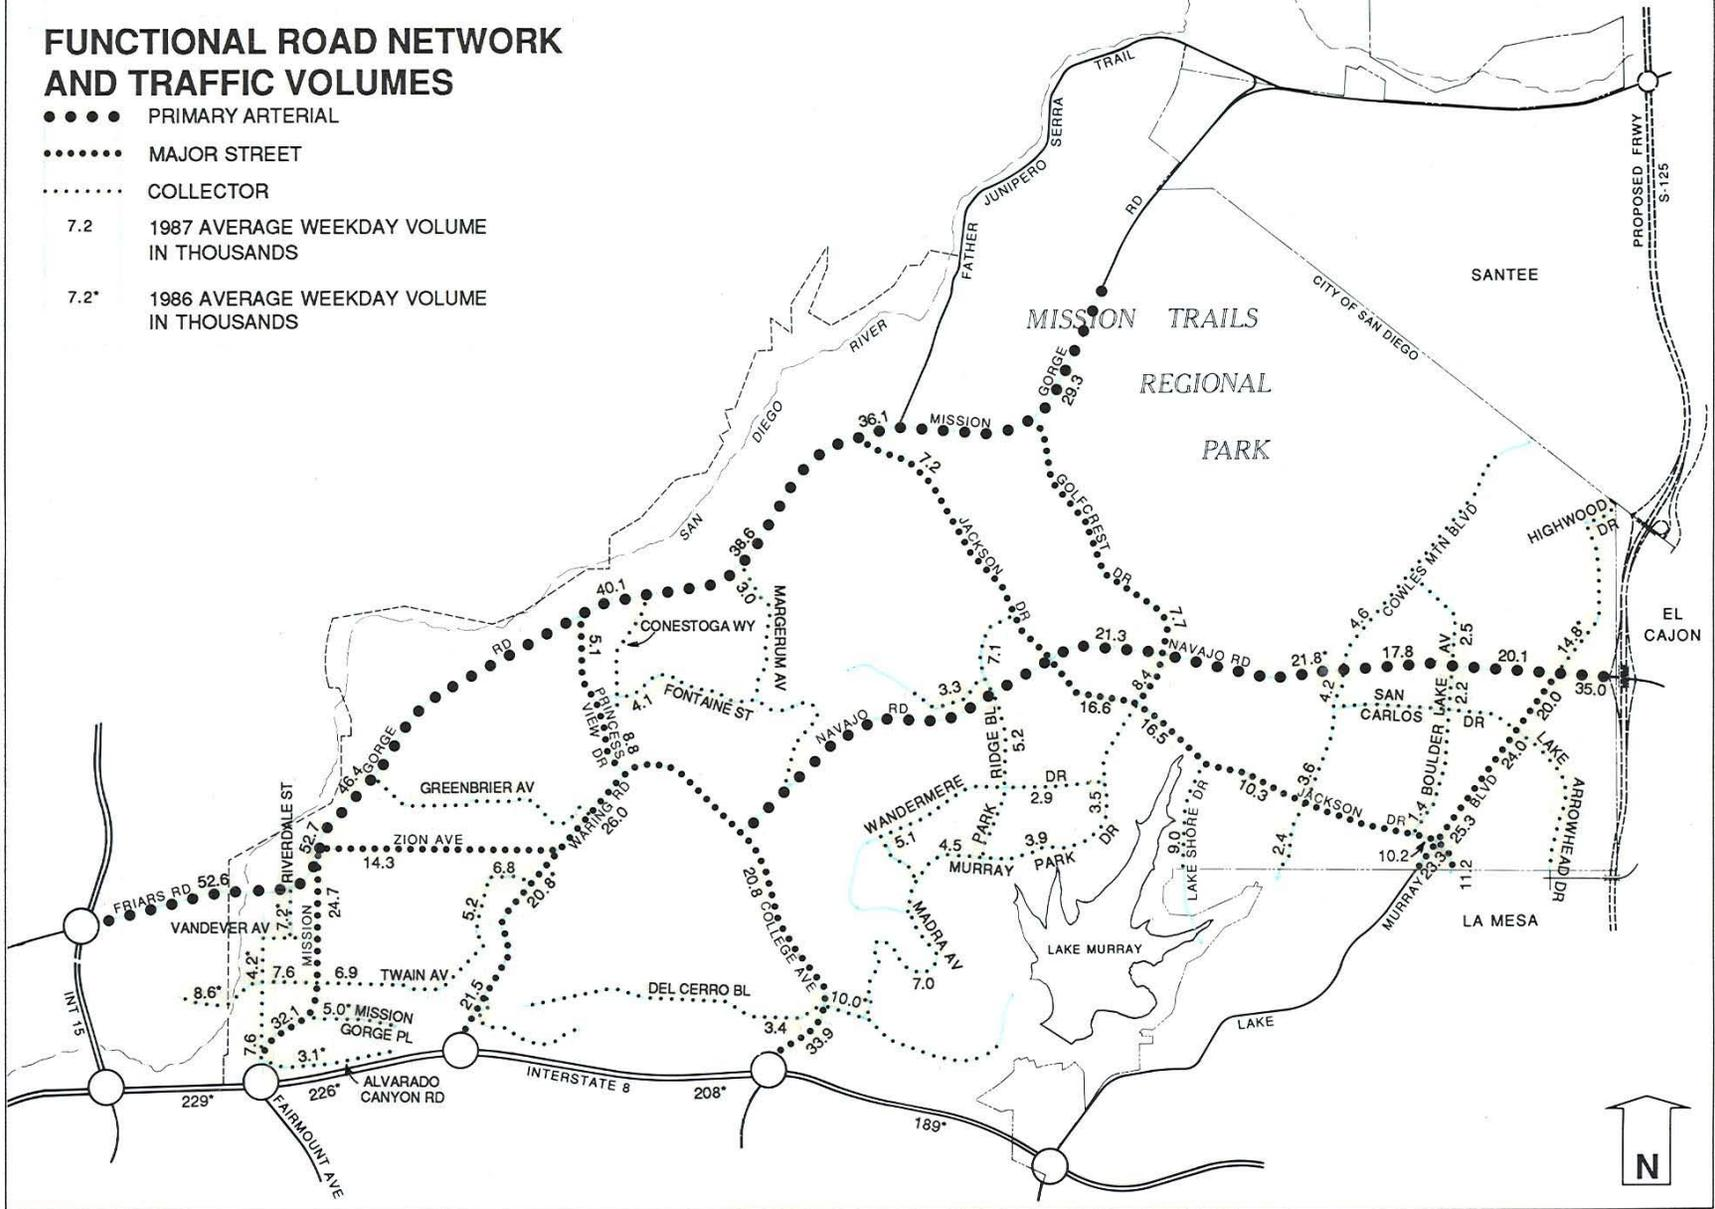 FUNCTIONAL ROAD NETWORK
AND TRAFFIC VOLUMES
PRIMARY ARTERIAL
MAJOR STREET
COLLECTOR
7.2
1987 AVERAGE WEEKDAY VOLUME
IN THOUSANDS
7.2*
1986 AVERAGE WEEKDAY VOLUME
IN THOUSANDS
TRAIL
SERRA
JUNIPERO
FATHER
RD
PROPOSED FRWY
S-125
SANTEE
CITY OF SAN DIEGO
MISSION TRAILS
REGIONAL
PARK
GORGE
29.3
RIVER
DIEGO
SAN
36.1
MISSION
7.2
GOLFCREST
DR
JACKSON
DR
7.7
38.6
40.1
3.0
MARGERUM AV
CONESTOGA WY
5.1
RD
HIGHWOOD
DR
COWLES MTN BLVD
4.6
2.5
14.8*
EL
CAJON
21.3
NAVAJO RD
21.8*
17.8
20.1
35.0
7.1
8.4
4.2
2.2
20.0
SAN
CARLOS
DR
3.3
NAVAJO
RD
16.6
16.5
4.1
FONTAINE ST
PRINCESS
VIEW DR
8.8
RIDGE BL
5.2
BOULDER LAKE AV
24.0
LAKE
ARROWHEAD DR
46.4
GORGE
GREENBRIER AV
WARING RD
26.0
WANDERMERE
DR
2.9
3.5
DR
3.6
10.3
JACKSON
DR
1.4
BLVD
25.3
RIVERDALE ST
52.7
ZION AVE
14.3
6.8
5.1
4.5
PARK
3.9
MURRAY
PARK
9.0
LAKE SHORE DR
2.4
10.2
23.3
11.2
FRIARS RD
52.6
24.7
20.8
20.8
COLLEGE AVE
MURRAY
LA MESA
VANDEVER AV
7.2
MISSION
5.2
MADRA AV
LAKE MURRAY
4.2*
7.6
6.9
TWAIN AV
8.6*
21.5
DEL CERRO BL
10.0
7.0
INT 15
32.1
5.0* MISSION
GORGE PL
3.4
33.9
LAKE
7.6
3.1*
229*
226*
ALVARADO
CANYON RD
INTERSTATE 8
208*
189*
FAIRMOUNT AVE
N